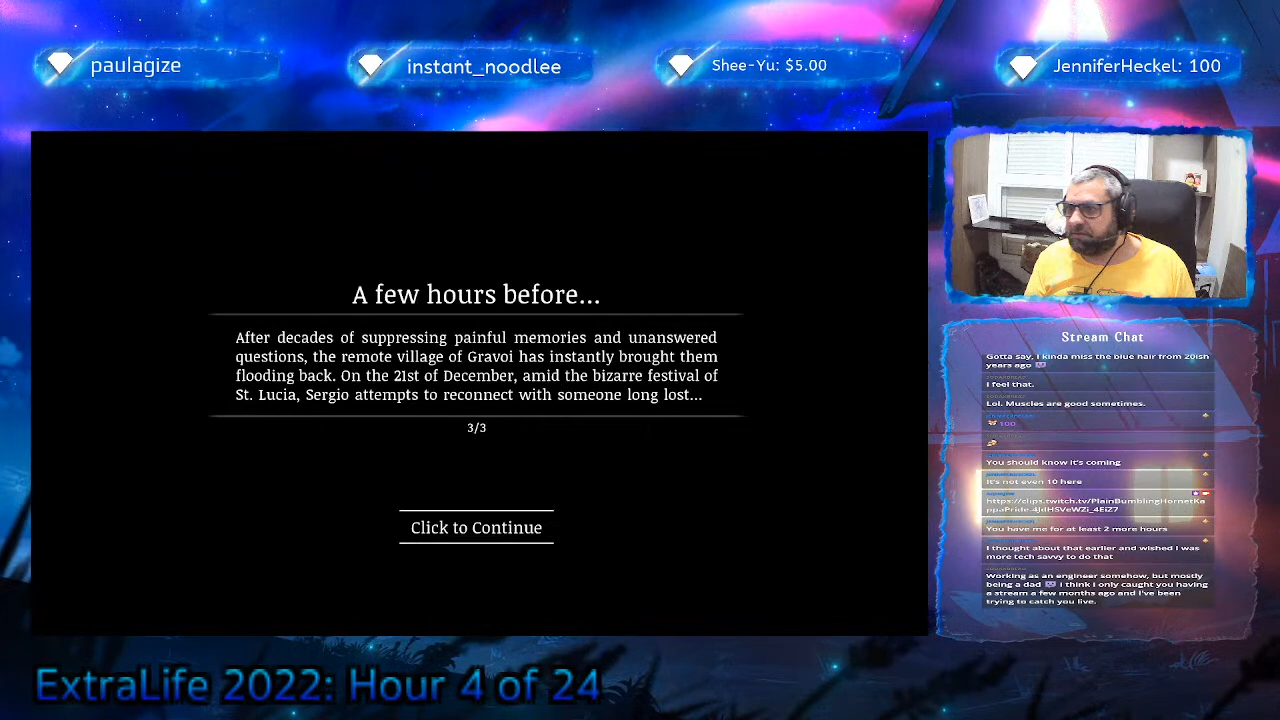 paulagize
instant_noodlee
Shee-Yu: $5.00
JenniferHeckel: 100
A few hours before...
After decades of suppressing painful memories and unanswered
questions, the remote village of Gravoi has instantly brought them
flooding back. On the 21st of December, amid the bizarre festival of
St. Lucia, Sergio attempts to reconnect with someone long lost...
3/3
Click to Continue
Stream Chat
Gotta say, I kinda miss the blue hair from 20ish
years ago
I feel that.
Lol. Muscles are good sometimes.
100
You should know it's coming
It's not even 10 here
https://clips.twitch.tv/PlainBumblingHornetKa
ppaPride-4JdHSVeWZi_4EiZ7
You have me for at least 2 more hours
I thought about that earlier and wished I was
more tech savvy to do that
Working as an engineer somehow, but mostly
being a dad I think I only caught you having
a stream a few months ago and I've been
trying to catch you live.
ExtraLife 2022: Hour 4 of 24